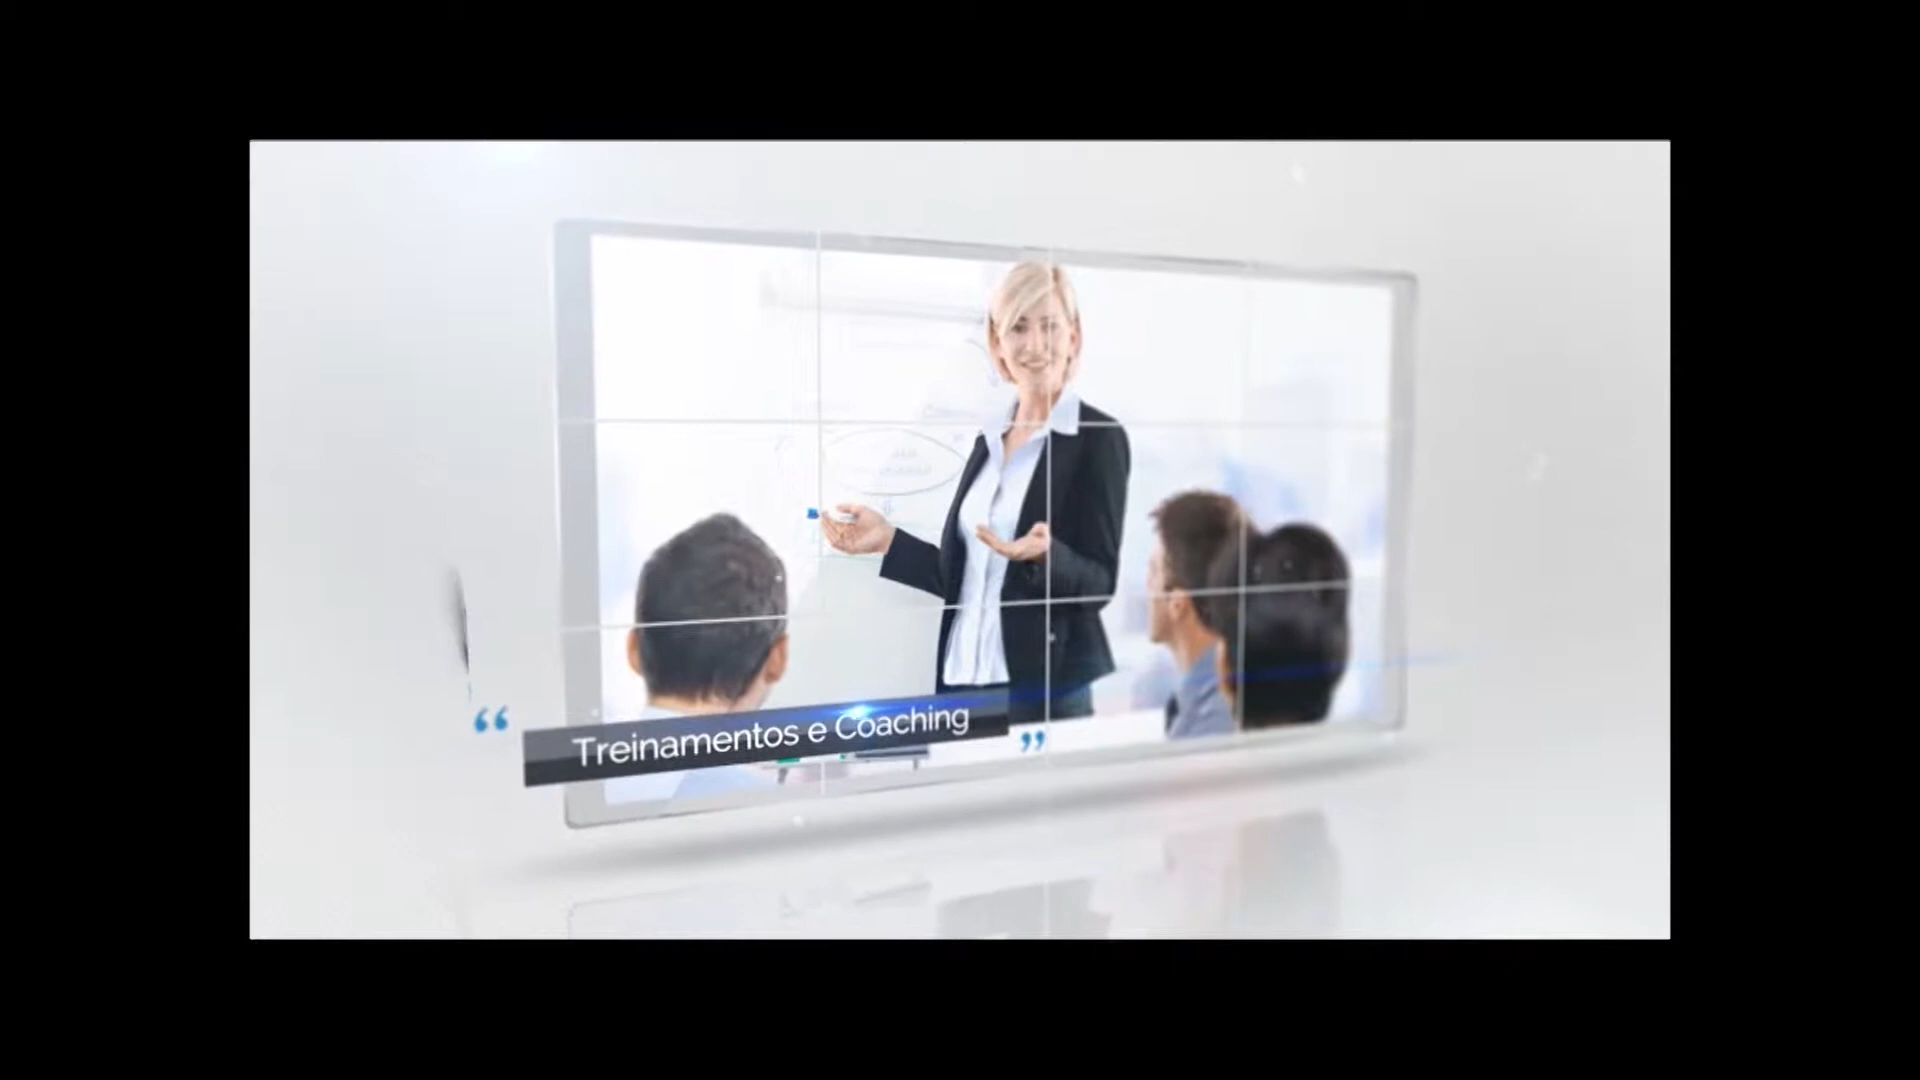 “ Treinamentos e Coaching ”